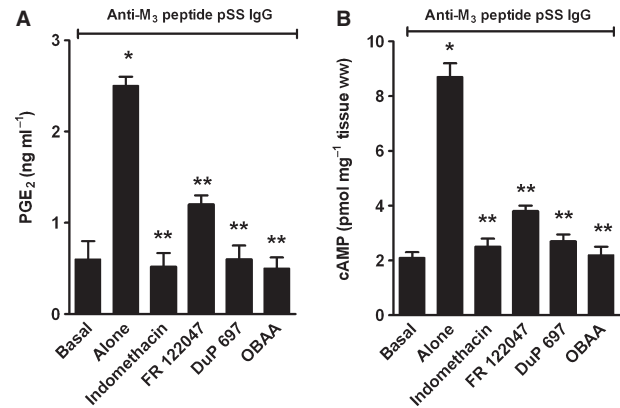 A
Anti-M₃ peptide pSS IgG
PGE₂ (ng ml⁻¹)
3
2
1
0
*
**
**
**
**
Basal
Alone
Indomethacin
FR 122047
DuP 697
OBAA
B
Anti-M₃ peptide pSS IgG
cAMP (pmol mg⁻¹ tissue ww)
10
8
6
4
2
0
*
**
**
**
**
Basal
Alone
Indomethacin
FR 122047
DuP 697
OBAA